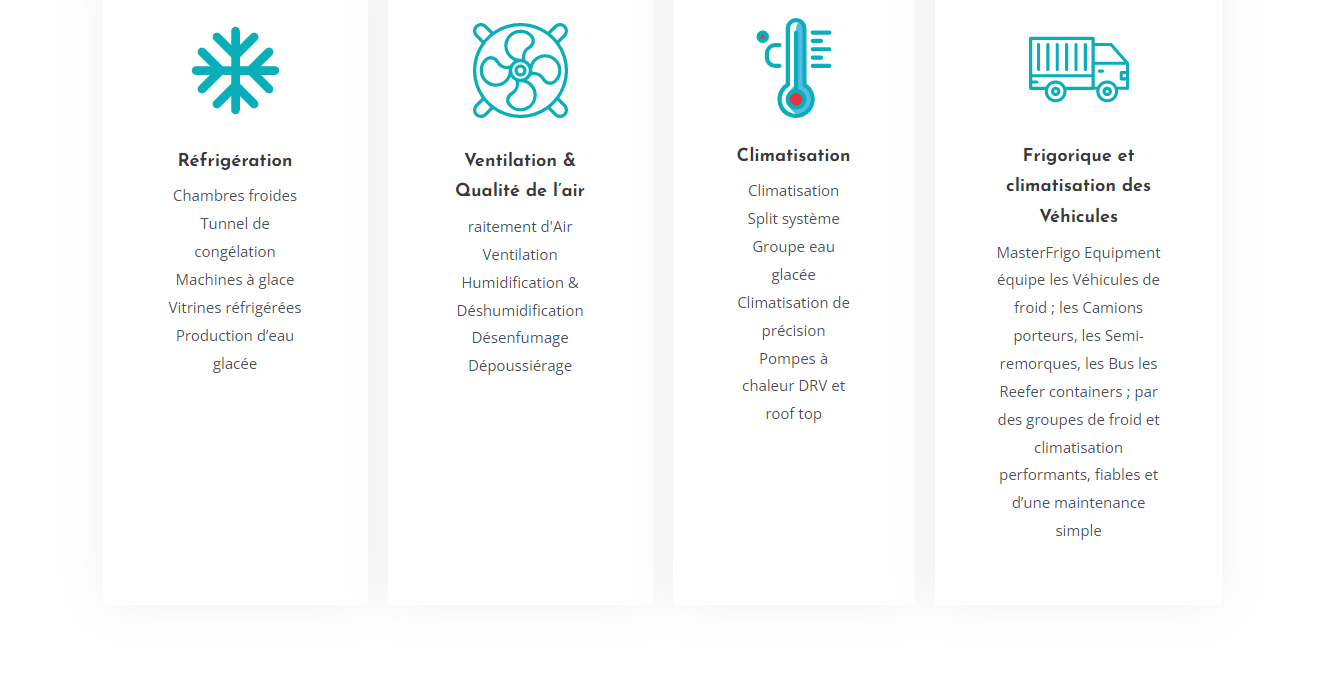 Réfrigération
Chambres froides
Tunnel de
congélation
Machines à glace
Vitrines réfrigérées
Production d’eau
glacée
Ventilation &
Qualité de l’air
raitement d'Air
Ventilation
Humidification &
Déshumidification
Désenfumage
Dépoussiérage
°C
Climatisation
Climatisation
Split système
Groupe eau
glacée
Climatisation de
précision
Pompes à
chaleur DRV et
roof top
Frigorique et
climatisation des
Véhicules
MasterFrigo Equipment
équipe les Véhicules de
froid ; les Camions
porteurs, les Semi-
remorques, les Bus les
Reefer containers ; par
des groupes de froid et
climatisation
performants, fiables et
d’une maintenance
simple